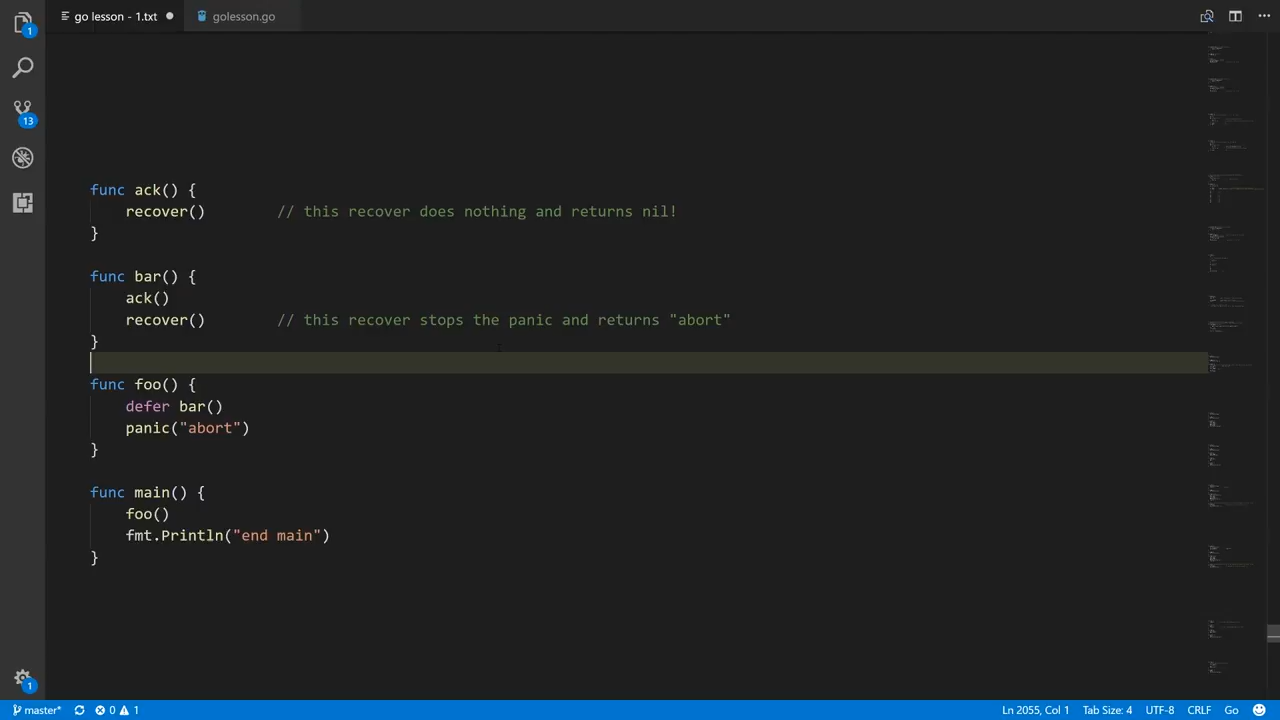 go lesson - 1.txt
golesson.go
1
13
func ack() {
recover() // this recover does nothing and returns nil!
}
func bar() {
ack()
recover() // this recover stops the panic and returns "abort"
}
func foo() {
defer bar()
panic("abort")
}
func main() {
foo()
fmt.Println("end main")
}
1
master* 0 1 Ln 2055, Col 1 Tab Size: 4 UTF-8 CRLF Go